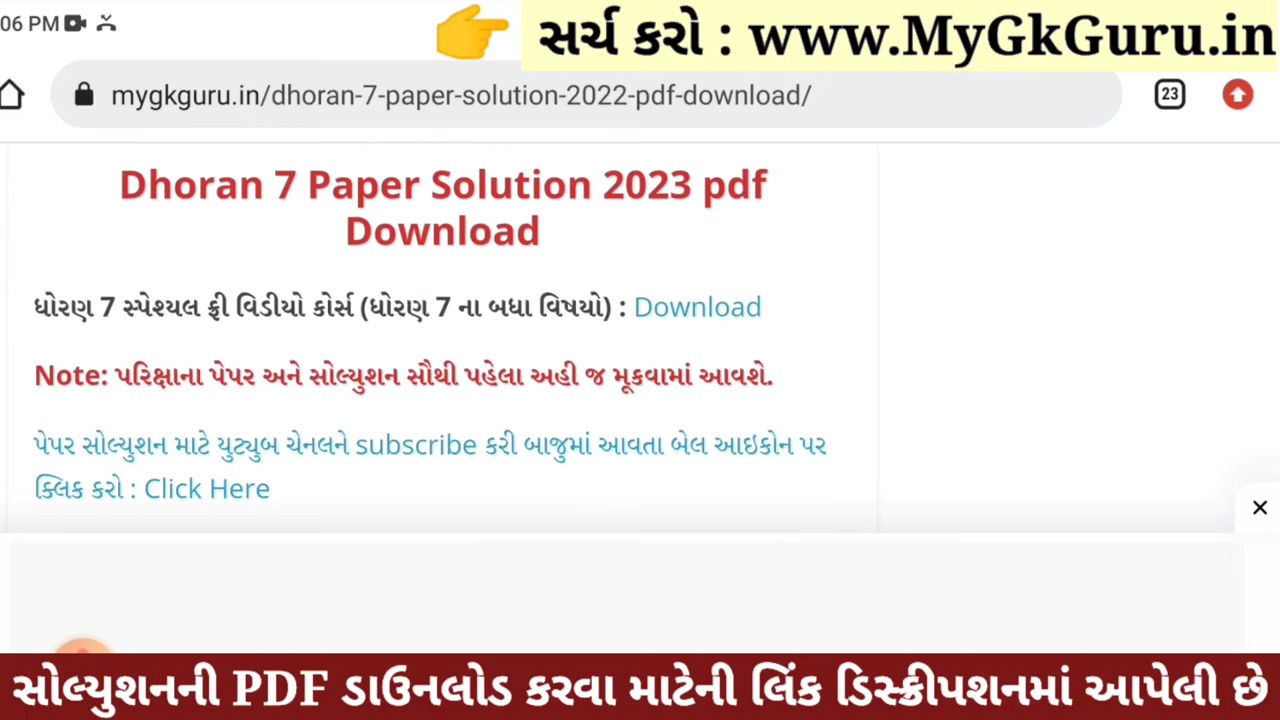 06 PM
👉 સર્ચ કરો : www.MyGkGuru.in
mygkguru.in/dhoran-7-paper-solution-2022-pdf-download/
23
Dhoran 7 Paper Solution 2023 pdf
Download
ધોરણ 7 સ્પેશ્યલ ફ્રી વિડીયો કોર્સ (ધોરણ 7 ના બધા વિષયો) : Download
Note: પરિક્ષાના પેપર અને સોલ્યુશન સૌથી પહેલા અહી જ મૂકવામાં આવશે.
પેપર સોલ્યુશન માટે યુટ્યુબ ચેનલને subscribe કરી બાજુમાં આવતા બેલ આઇકોન પર
ક્લિક કરો : Click Here
સોલ્યુશનની PDF ડાઉનલોડ કરવા માટેની લિંક ડિસ્ક્રીપશનમાં આપેલી છે